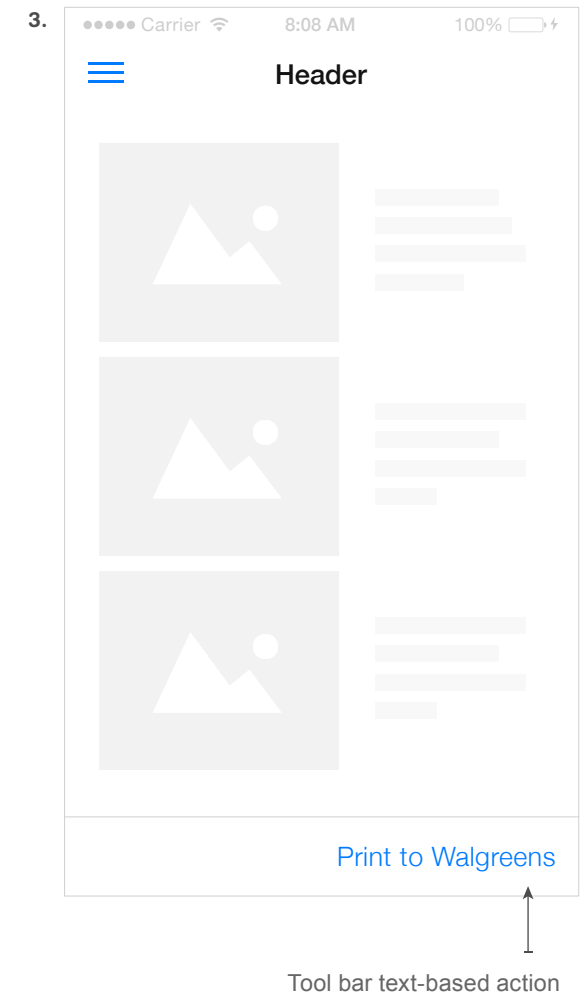 3.
Carrier 8:08 AM 100%
Header
Print to Walgreens
Tool bar text-based action